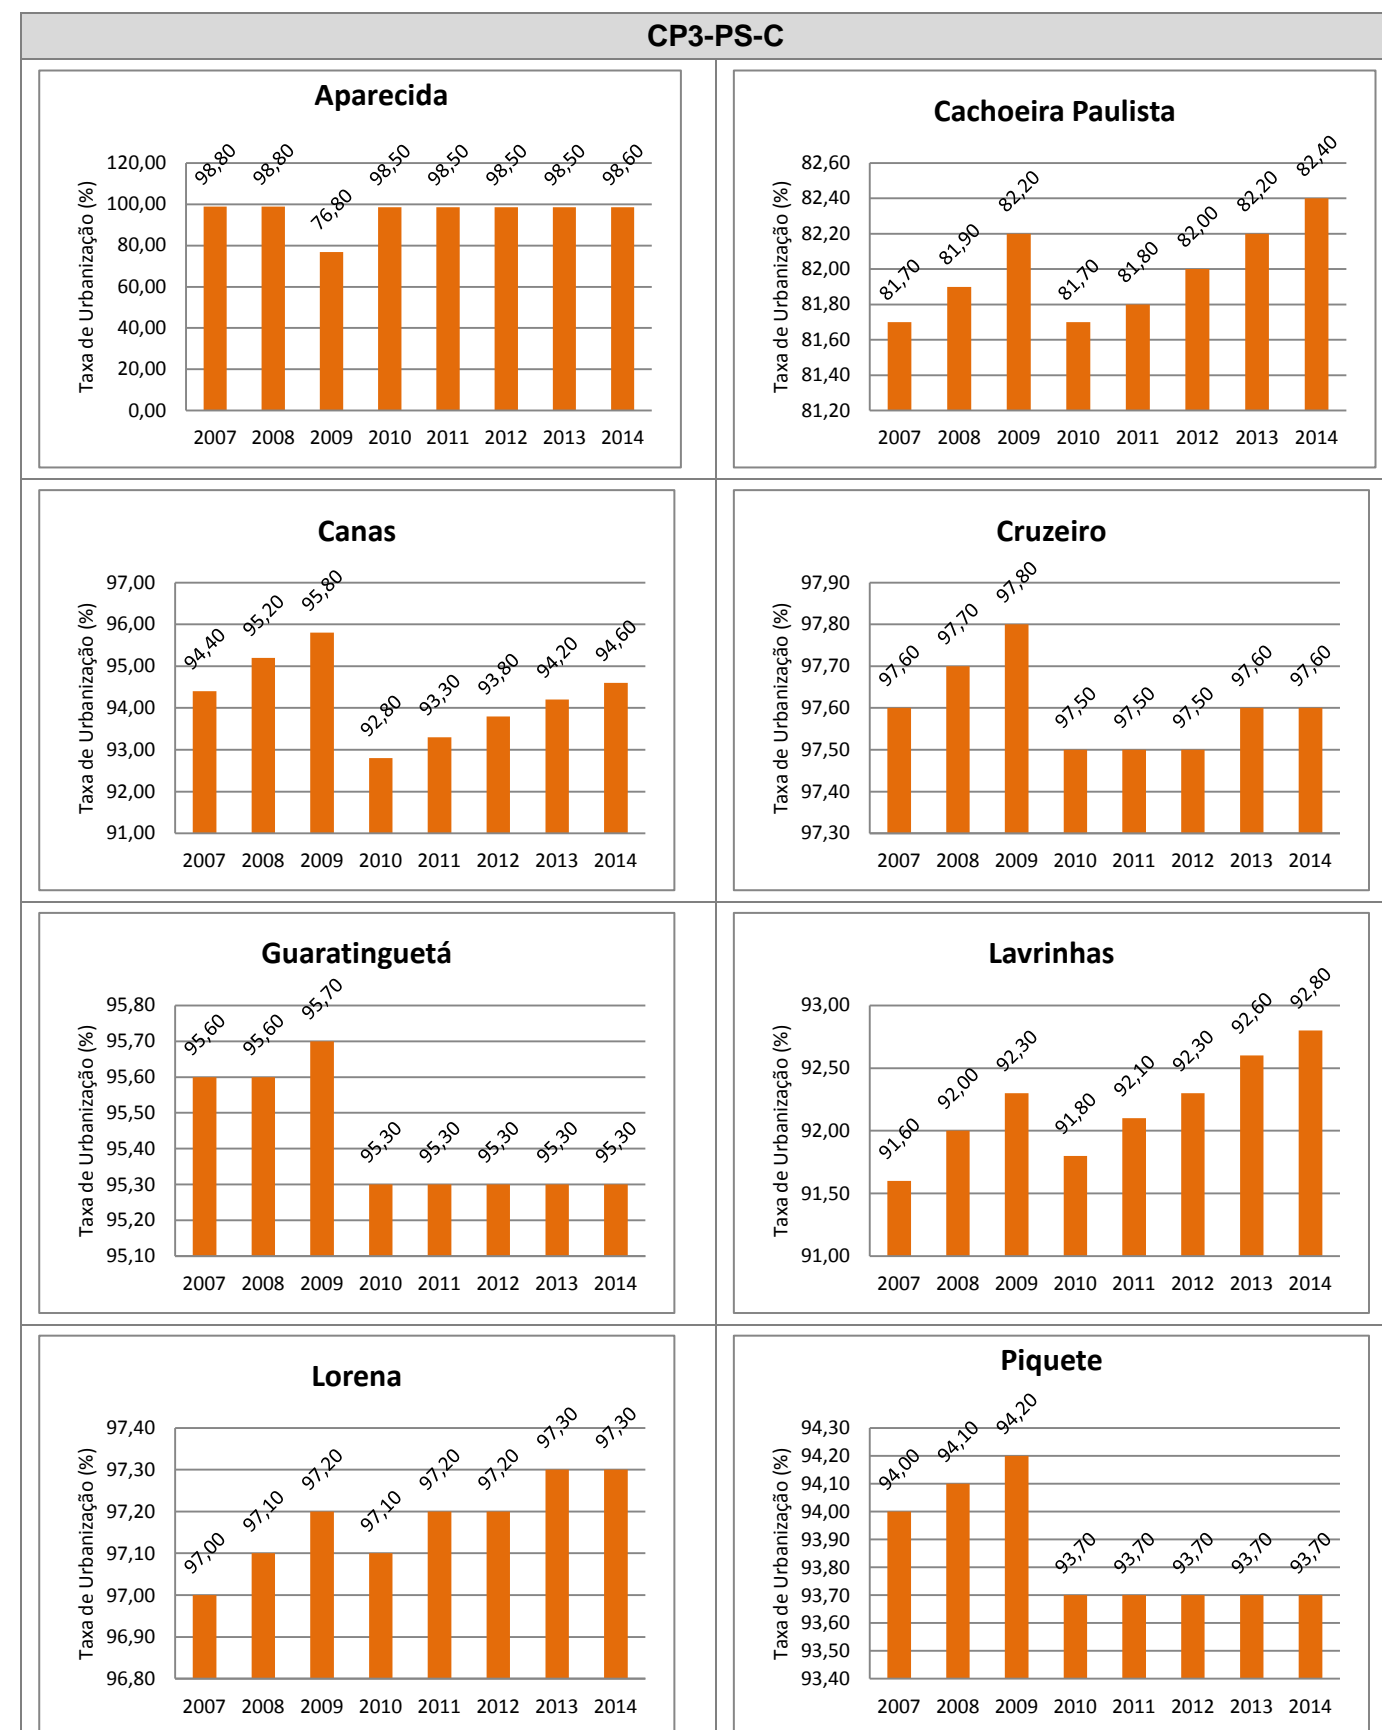 CP3-PS-C
Aparecida
Taxa de Urbanização (%)
120,00
100,00
80,00
60,00
40,00
20,00
0,00
98,80 98,80 76,80 98,50 98,50 98,50 98,50 98,60
2007 2008 2009 2010 2011 2012 2013 2014
Cachoeira Paulista
Taxa de Urbanização (%)
82,60
82,40
82,20
82,00
81,80
81,60
81,40
81,20
81,70 81,90 82,20 81,70 81,80 82,00 82,20 82,40
2007 2008 2009 2010 2011 2012 2013 2014
Canas
Taxa de Urbanização (%)
97,00
96,00
95,00
94,00
93,00
92,00
91,00
94,40 95,20 95,80 92,80 93,30 93,80 94,20 94,60
2007 2008 2009 2010 2011 2012 2013 2014
Cruzeiro
Taxa de Urbanização (%)
97,90
97,80
97,70
97,60
97,50
97,40
97,30
97,60 97,70 97,80 97,50 97,50 97,50 97,60 97,60
2007 2008 2009 2010 2011 2012 2013 2014
Guaratinguetá
Taxa de Urbanização (%)
95,80
95,70
95,60
95,50
95,40
95,30
95,20
95,10
95,60 95,60 95,70 95,30 95,30 95,30 95,30 95,30
2007 2008 2009 2010 2011 2012 2013 2014
Lavrinhas
Taxa de Urbanização (%)
93,00
92,50
92,00
91,50
91,00
91,60 92,00 92,30 91,80 92,10 92,30 92,60 92,80
2007 2008 2009 2010 2011 2012 2013 2014
Lorena
Taxa de Urbanização (%)
97,40
97,30
97,20
97,10
97,00
96,90
96,80
97,00 97,10 97,20 97,10 97,20 97,20 97,30 97,30
2007 2008 2009 2010 2011 2012 2013 2014
Piquete
Taxa de Urbanização (%)
94,30
94,20
94,10
94,00
93,90
93,80
93,70
93,60
93,50
93,40
94,00 94,10 94,20 93,70 93,70 93,70 93,70 93,70
2007 2008 2009 2010 2011 2012 2013 2014